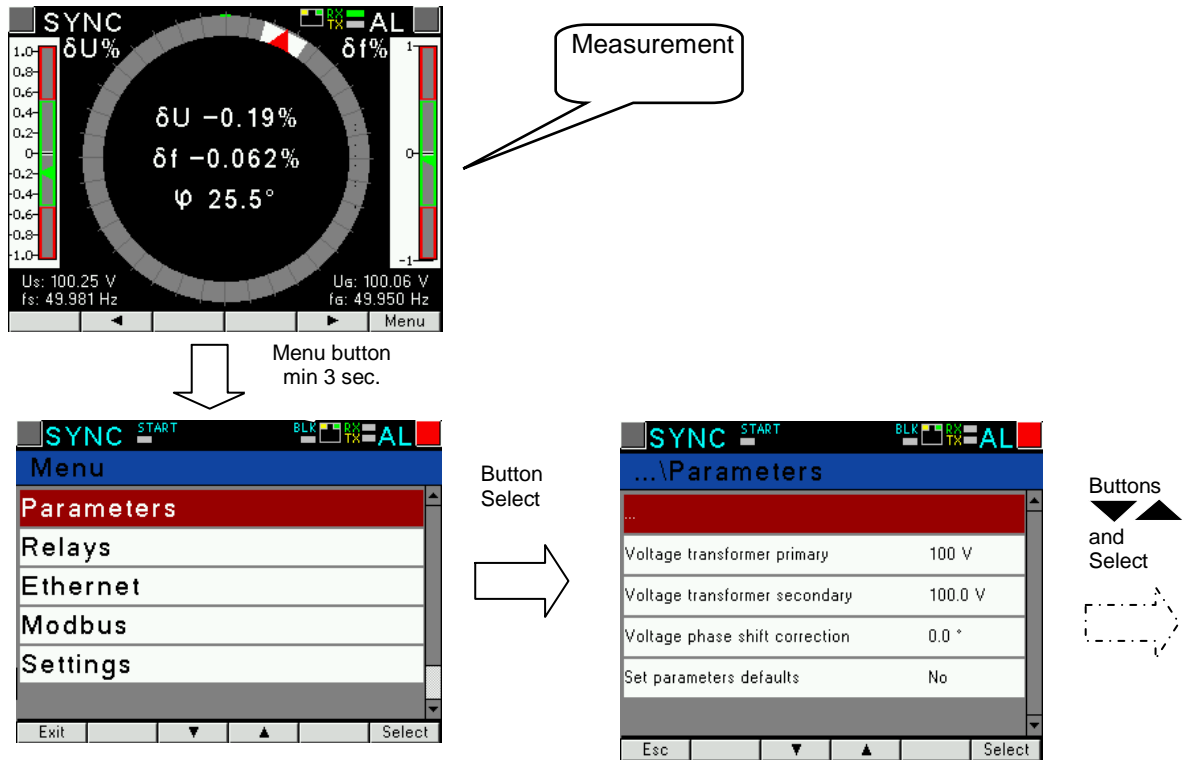 SYNC RX TX AL
δU% δf%
1.0
0.8
0.6
0.4
0.2
0
-0.2
-0.4
-0.6
-0.8
-1.0
1
0
-1
δU -0.19%
δf -0.062%
φ 25.5°
Us: 100.25 V
fs: 49.981 Hz
UG: 100.06 V
fG: 49.950 Hz
◄ ► Menu
Measurement
Menu button
min 3 sec.
SYNC START BLK RX TX AL
Menu
Parameters
Relays
Ethernet
Modbus
Settings
Exit ▼ ▲ Select
Button
Select
SYNC START BLK RX TX AL
...\Parameters
...
Voltage transformer primary 100 V
Voltage transformer secondary 100.0 V
Voltage phase shift correction 0.0 °
Set parameters defaults No
Esc ▼ ▲ Select
Buttons
▼▲
and
Select